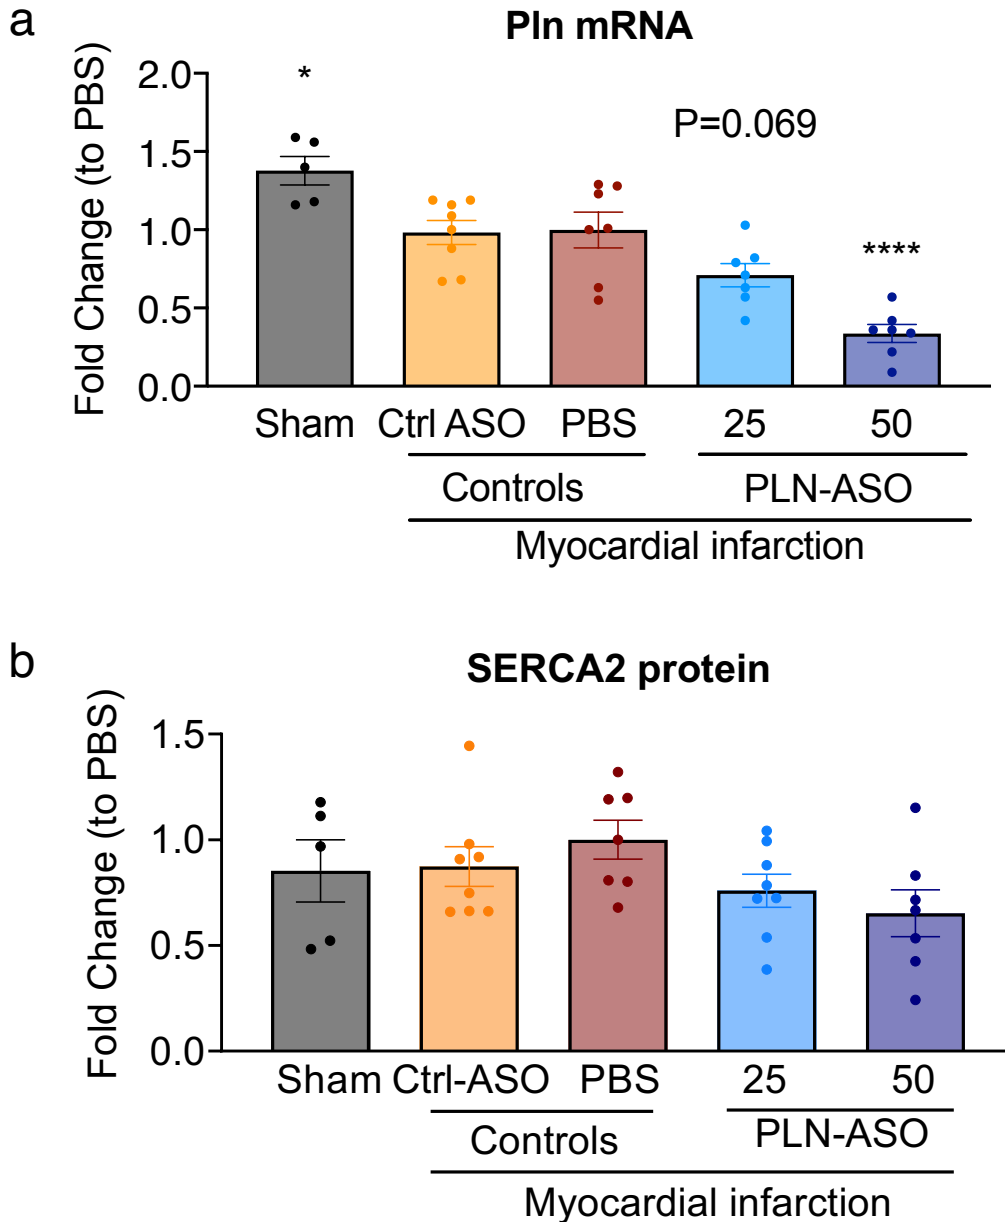 a
Pln mRNA
Fold Change (to PBS)
2.0
1.5
1.0
0.5
0.0
*
P=0.069
****
Sham Ctrl ASO PBS 25 50
Controls PLN-ASO
Myocardial infarction
b
SERCA2 protein
Fold Change (to PBS)
1.5
1.0
0.5
0.0
Sham Ctrl-ASO PBS 25 50
Controls PLN-ASO
Myocardial infarction